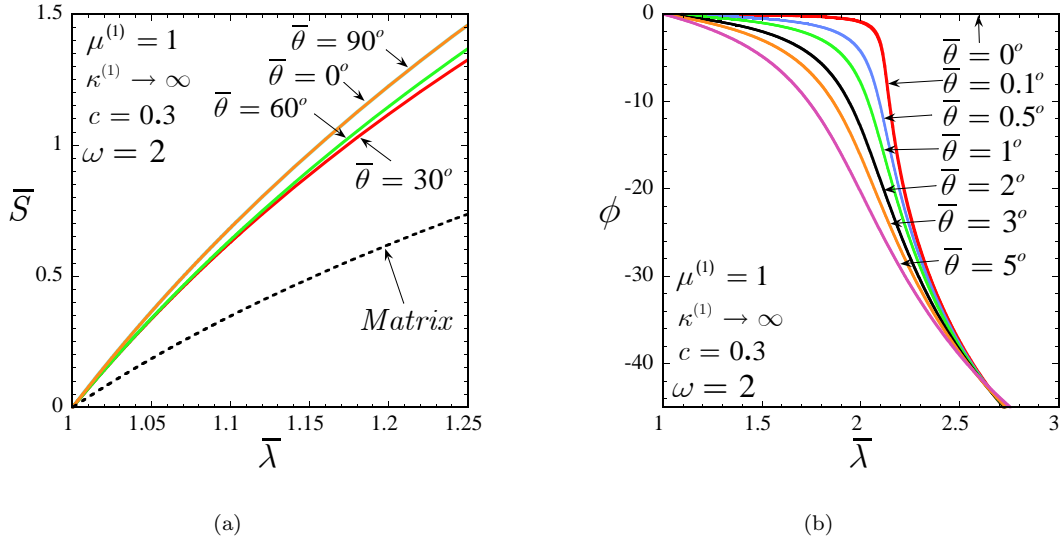 1.5
1
0.5
0
1
1.05
1.1
1.15
1.2
1.25
S̅
λ̅
μ⁽¹⁾ = 1
κ⁽¹⁾ → ∞
c = 0.3
ω = 2
θ̅ = 90°
θ̅ = 0°
θ̅ = 60°
θ̅ = 30°
Matrix
(a)
0
-10
-20
-30
-40
1
1.5
2
2.5
3
ϕ
λ̅
θ̅ = 0°
θ̅ = 0.1°
θ̅ = 0.5°
θ̅ = 1°
θ̅ = 2°
θ̅ = 3°
θ̅ = 5°
μ⁽¹⁾ = 1
κ⁽¹⁾ → ∞
c = 0.3
ω = 2
(b)